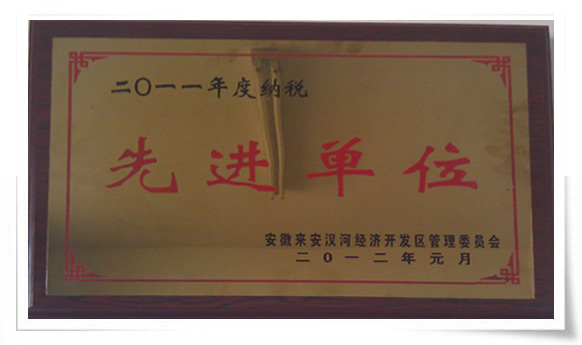 二〇一一年度纳税
先进单位
安徽来安汊河经济开发区管理委员会
二〇一二年元月